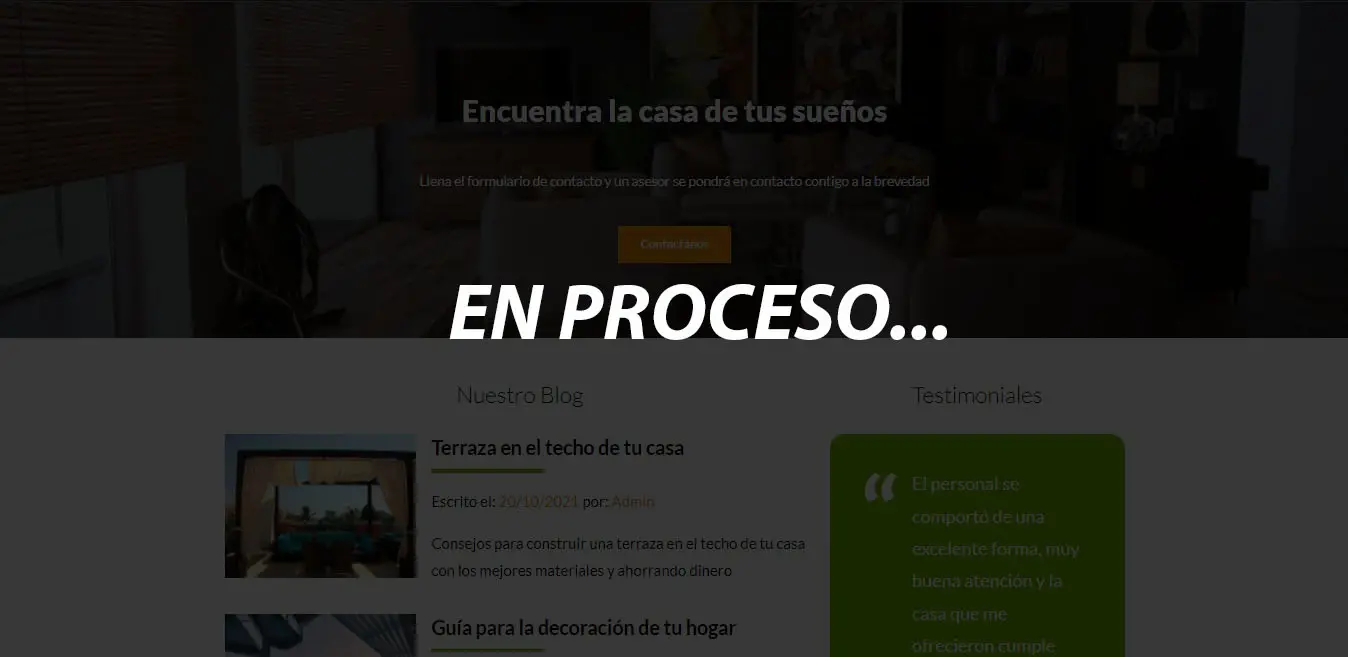 Encuentra la casa de tus sueños
Llena el formulario de contacto y un asesor se pondrá en contacto contigo a la brevedad
Contactános
EN PROCESO...
Nuestro Blog
Testimoniales
Terraza en el techo de tu casa
Escrito el: 20/10/2021 por: Admin
Consejos para construir una terraza en el techo de tu casa
con los mejores materiales y ahorrando dinero
Guía para la decoración de tu hogar
El personal se
comportó de una
excelente forma, muy
buena atención y la
casa que me
ofrecieron cumple